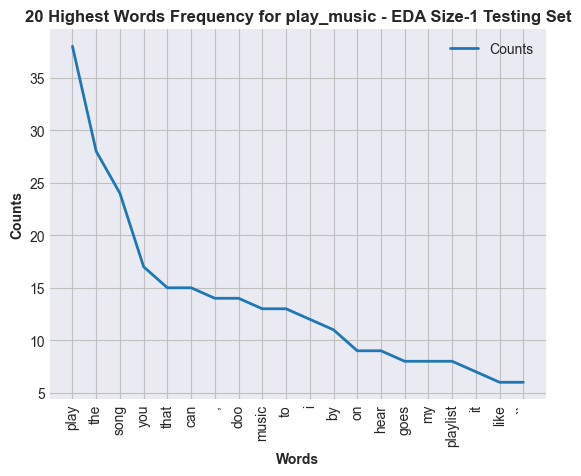 20 Highest Words Frequency for play_music - EDA Size-1 Testing Set
Counts
35
30
25
20
15
10
5
Counts
play
the
song
you
that
can
,
doo
music
to
i
by
on
hear
goes
my
playlist
it
like
``
Words